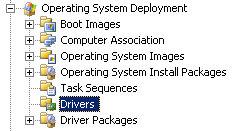 Operating System Deployment
Boot Images
Computer Association
Operating System Images
Operating System Install Packages
Task Sequences
Drivers
Driver Packages